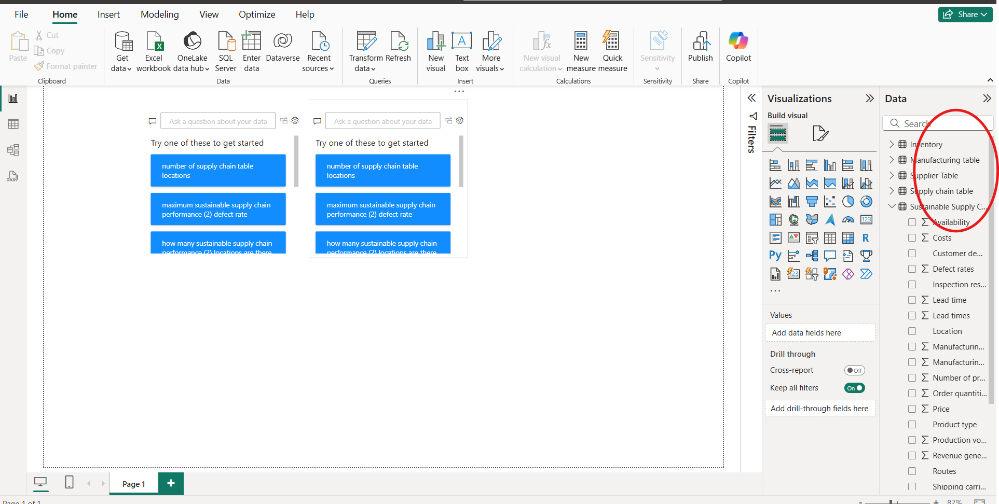 File Home Insert Modeling View Optimize Help Share
Paste
Cut
Copy
Format painter
Clipboard
Get data
Excel workbook
OneLake data hub
SQL Server
Enter data
Dataverse
Recent sources
Data
Transform data
Refresh
Queries
New visual
Text box
A
More visuals
Insert
New visual calculation
New measure
Quick measure
Calculations
Sensitivity
Sensitivity
Publish
Share
Copilot
Copilot
DAX
Ask a question about your data
Try one of these to get started
number of supply chain table
locations
maximum sustainable supply chain
performance (2) defect rate
how many sustainable supply chain
performance (2) locations are there
Ask a question about your data
Try one of these to get started
number of supply chain table
locations
maximum sustainable supply chain
performance (2) defect rate
how many sustainable supply chain
performance (2) locations are there
Filters
Visualizations
Build visual
123
R
Py
123
...
Values
Add data fields here
Drill through
Cross-report Off
Keep all filters On
Add drill-through fields here
Data
Search
Inventory
Manufacturing table
Supplier Table
Supply chain table
Sustainable Supply C...
Availability
Costs
Customer de...
Defect rates
Inspection res...
Lead time
Lead times
Location
Manufacturin...
Manufacturin...
Number of pr...
Order quantiti...
Price
Product type
Production vo...
Revenue gene...
Routes
Shipping carri...
Page 1
Page 1 of 1
82%